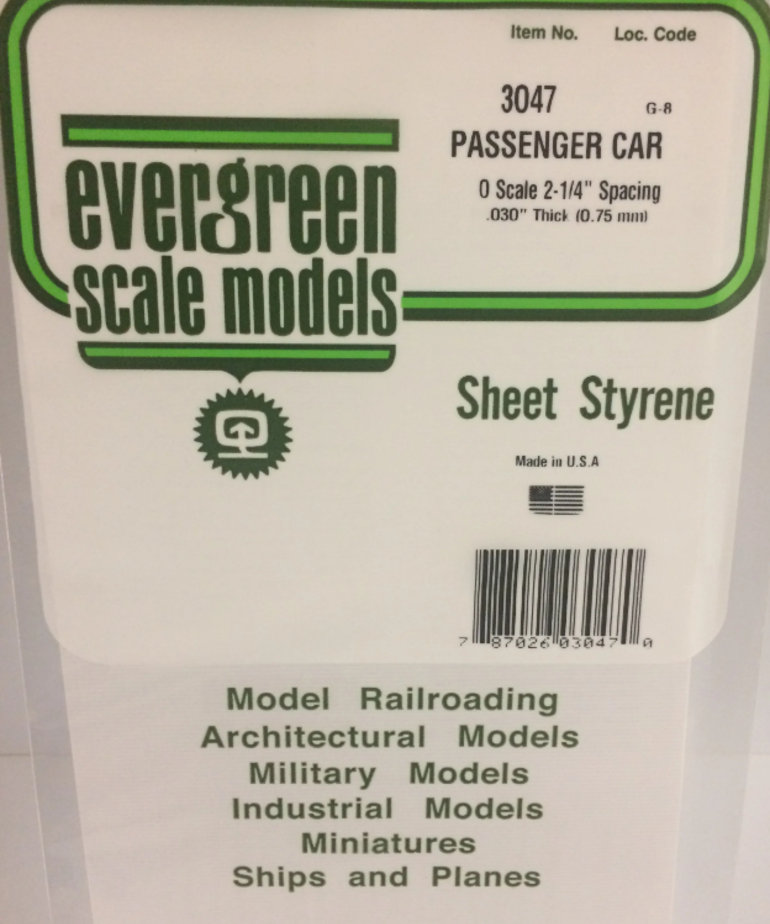 Item No. Loc. Code
3047 G-8
PASSENGER CAR
O Scale 2-1/4" Spacing
.030" Thick (0.75 mm)
evergreen
scale models
Sheet Styrene
Made in U.S.A
7 87026 03047 0
Model Railroading
Architectural Models
Military Models
Industrial Models
Miniatures
Ships and Planes